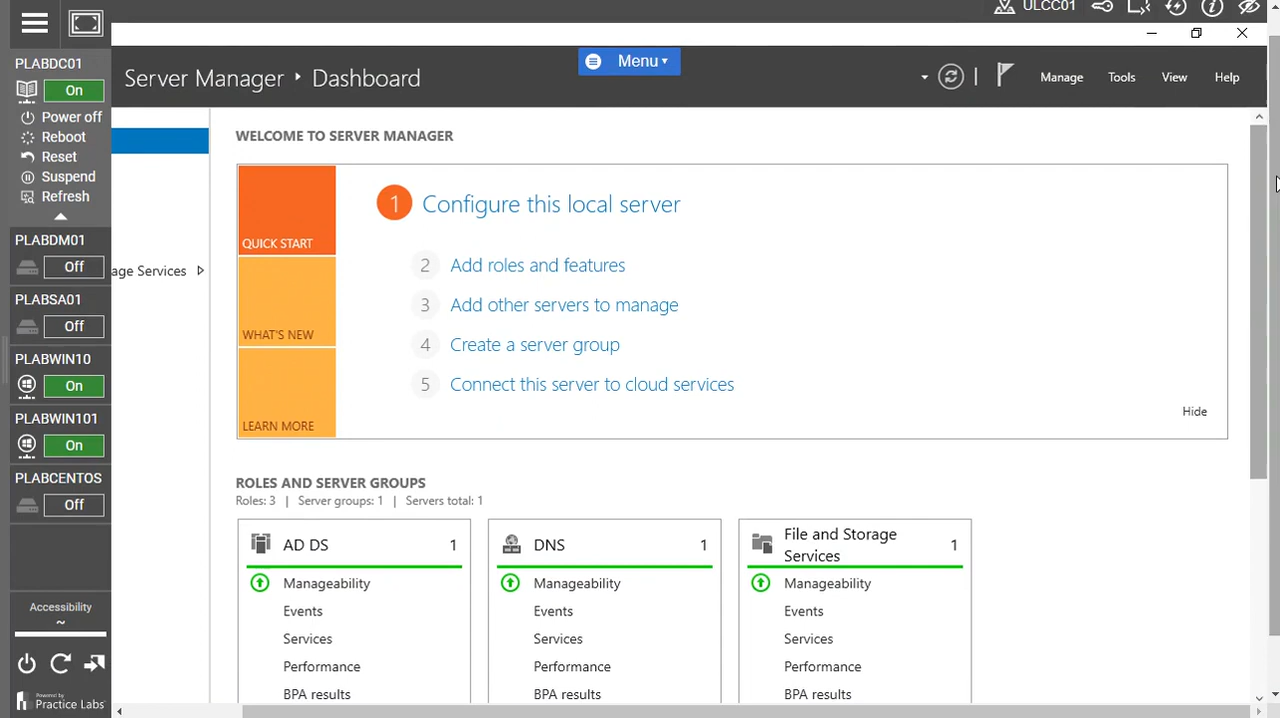 ULCC01
PLABDC01
On
Power off
Reboot
Reset
Suspend
Refresh
PLABDM01
Off
PLABSA01
Off
PLABWIN10
On
PLABWIN101
On
PLABCENTOS
Off
Accessibility
~
Powered by
Practice Labs
Server Manager ‣ Dashboard
Menu ▾
Manage
Tools
View
Help
age Services
WELCOME TO SERVER MANAGER
QUICK START
WHAT'S NEW
LEARN MORE
1 Configure this local server
2 Add roles and features
3 Add other servers to manage
4 Create a server group
5 Connect this server to cloud services
Hide
ROLES AND SERVER GROUPS
Roles: 3 | Server groups: 1 | Servers total: 1
AD DS 1
Manageability
Events
Services
Performance
BPA results
DNS 1
Manageability
Events
Services
Performance
BPA results
File and Storage
Services 1
Manageability
Events
Services
Performance
BPA results